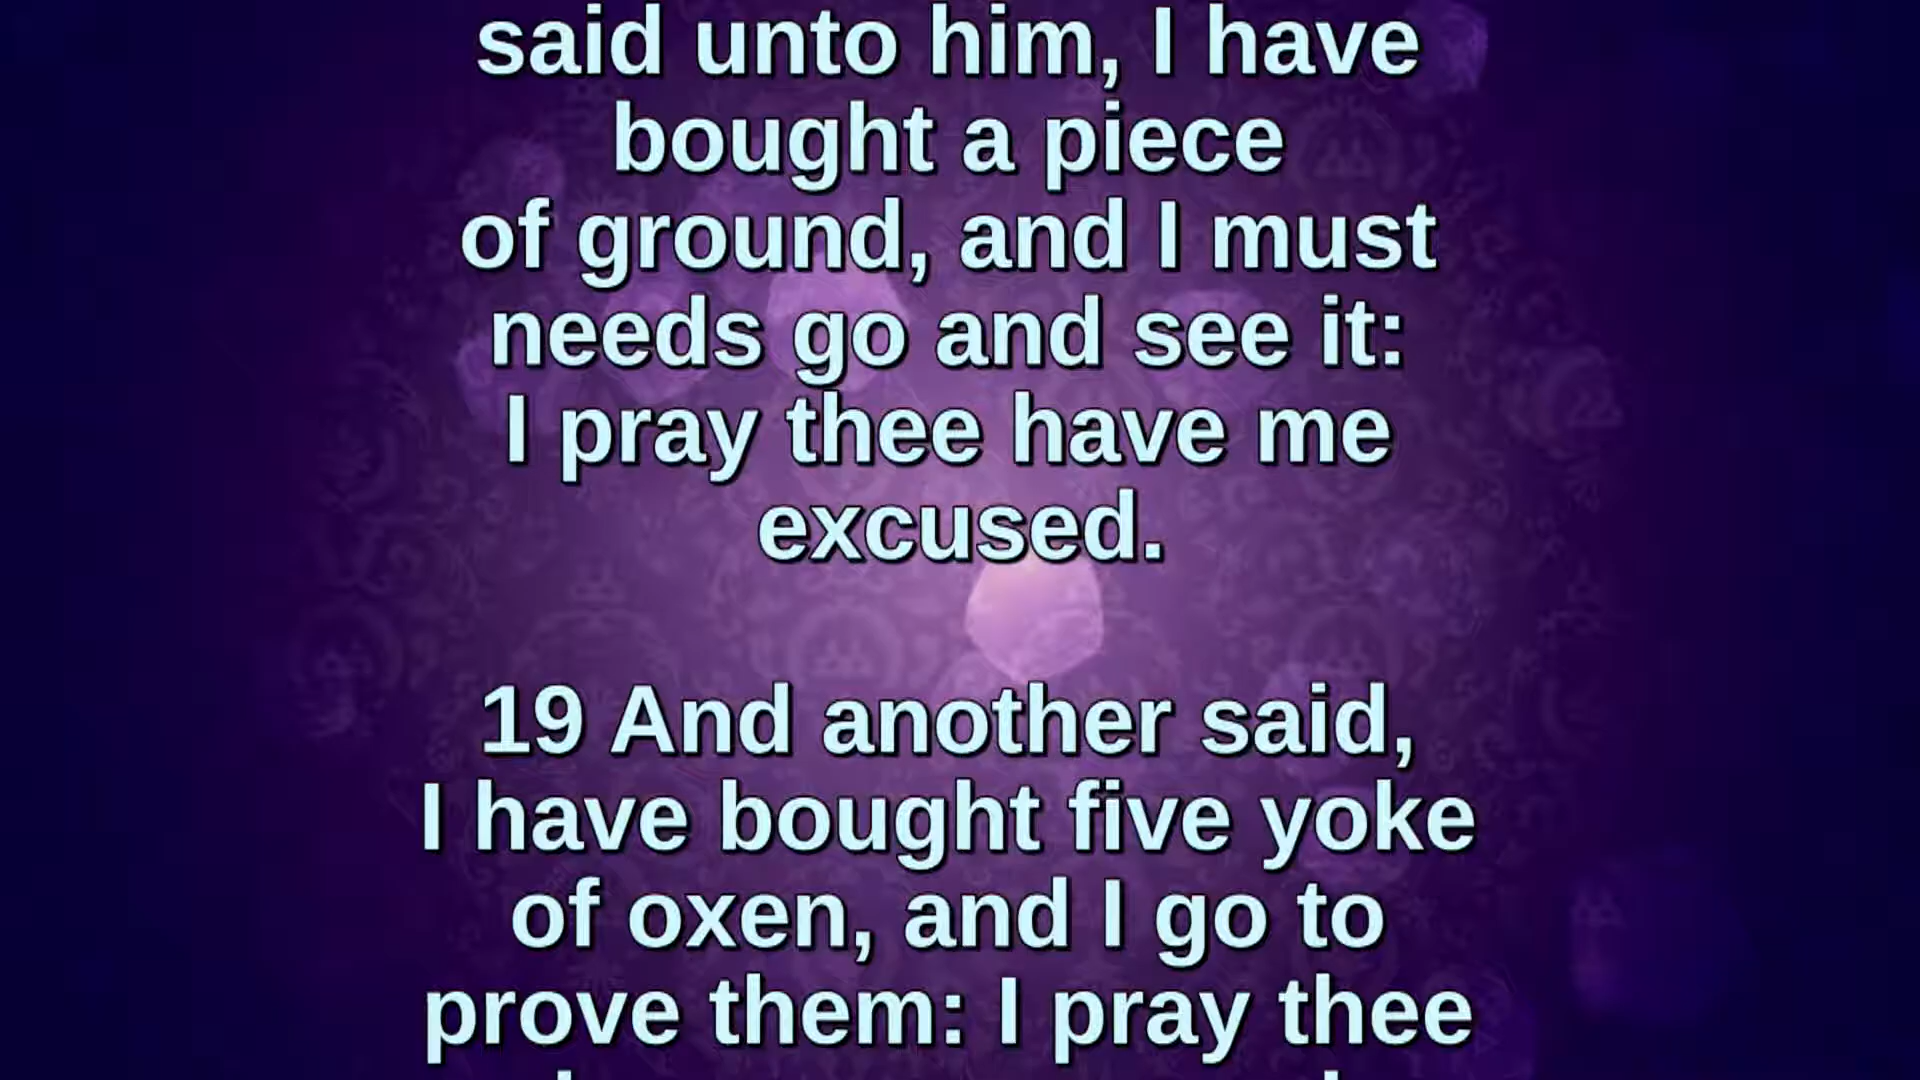 said unto him, I have
bought a piece
of ground, and I must
needs go and see it:
I pray thee have me
excused.
19 And another said,
I have bought five yoke
of oxen, and I go to
prove them: I pray thee